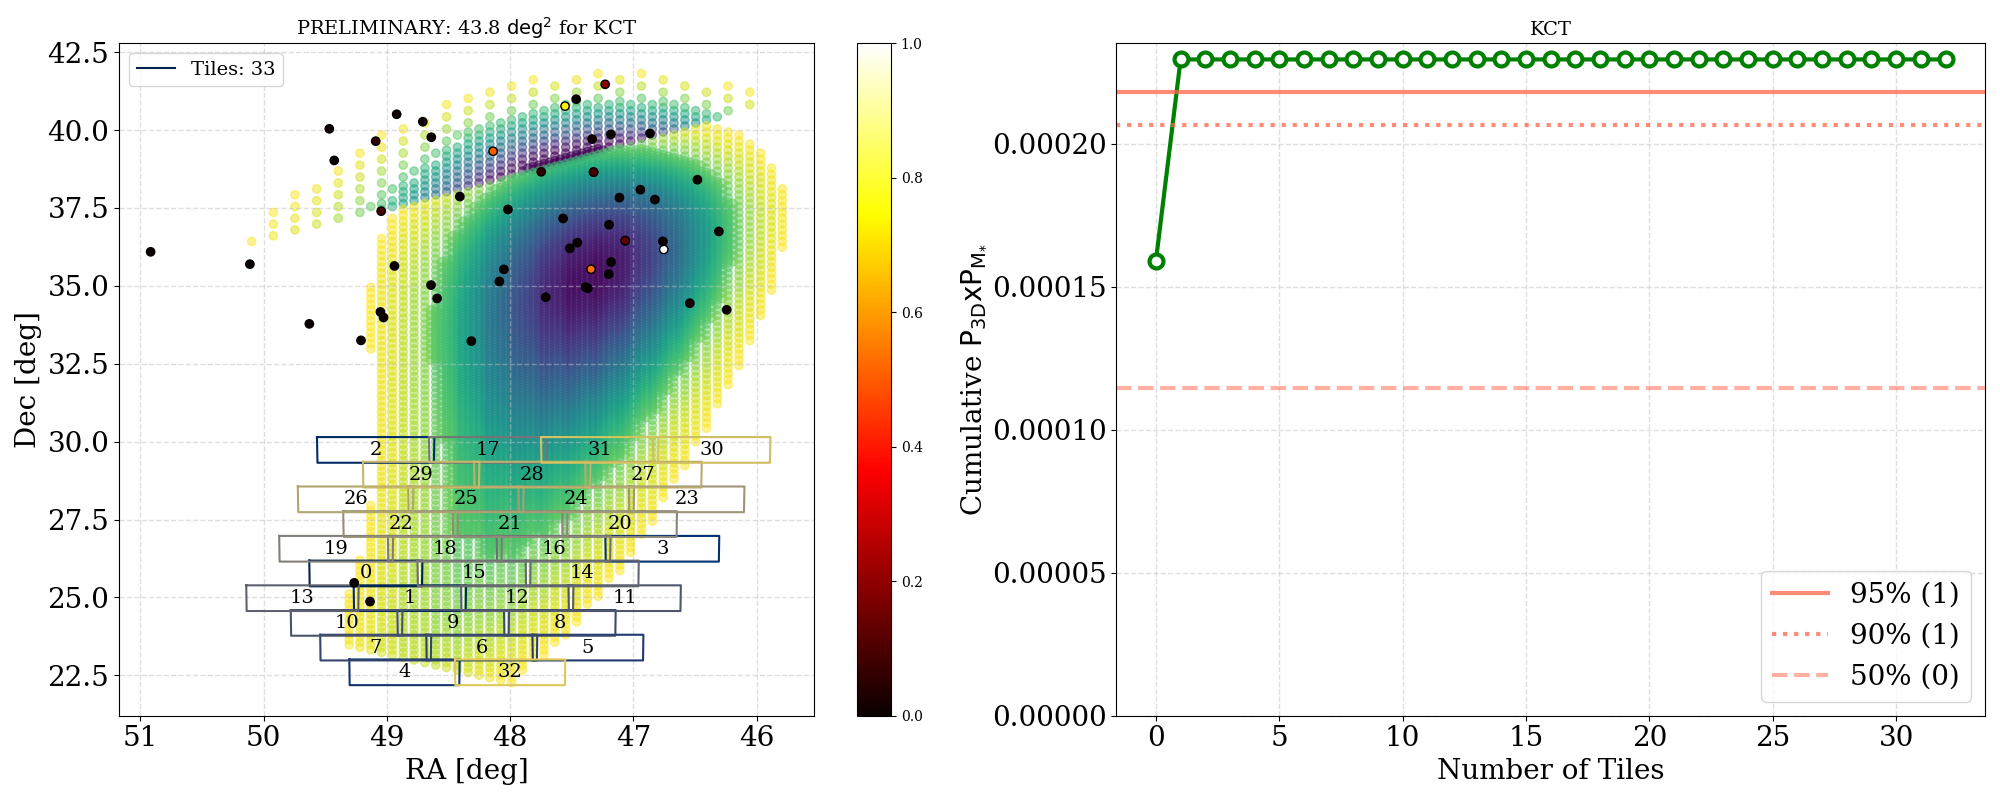 PRELIMINARY: 43.8 deg² for KCT
Tiles: 33
42.5
40.0
37.5
35.0
32.5
30.0
27.5
25.0
22.5
Dec [deg]
2 17 31 30
29 28 27
26 25 24 23
22 21 20
19 18 16 3
0 15 14
13 1 12 11
10 9 8
7 6 5
4 32
51 50 49 48 47 46
RA [deg]
1.0
0.8
0.6
0.4
0.2
0.0
KCT
Cumulative P_3DxP_M*
0.00020
0.00015
0.00010
0.00005
0.00000
95% (1)
90% (1)
50% (0)
0 5 10 15 20 25 30
Number of Tiles